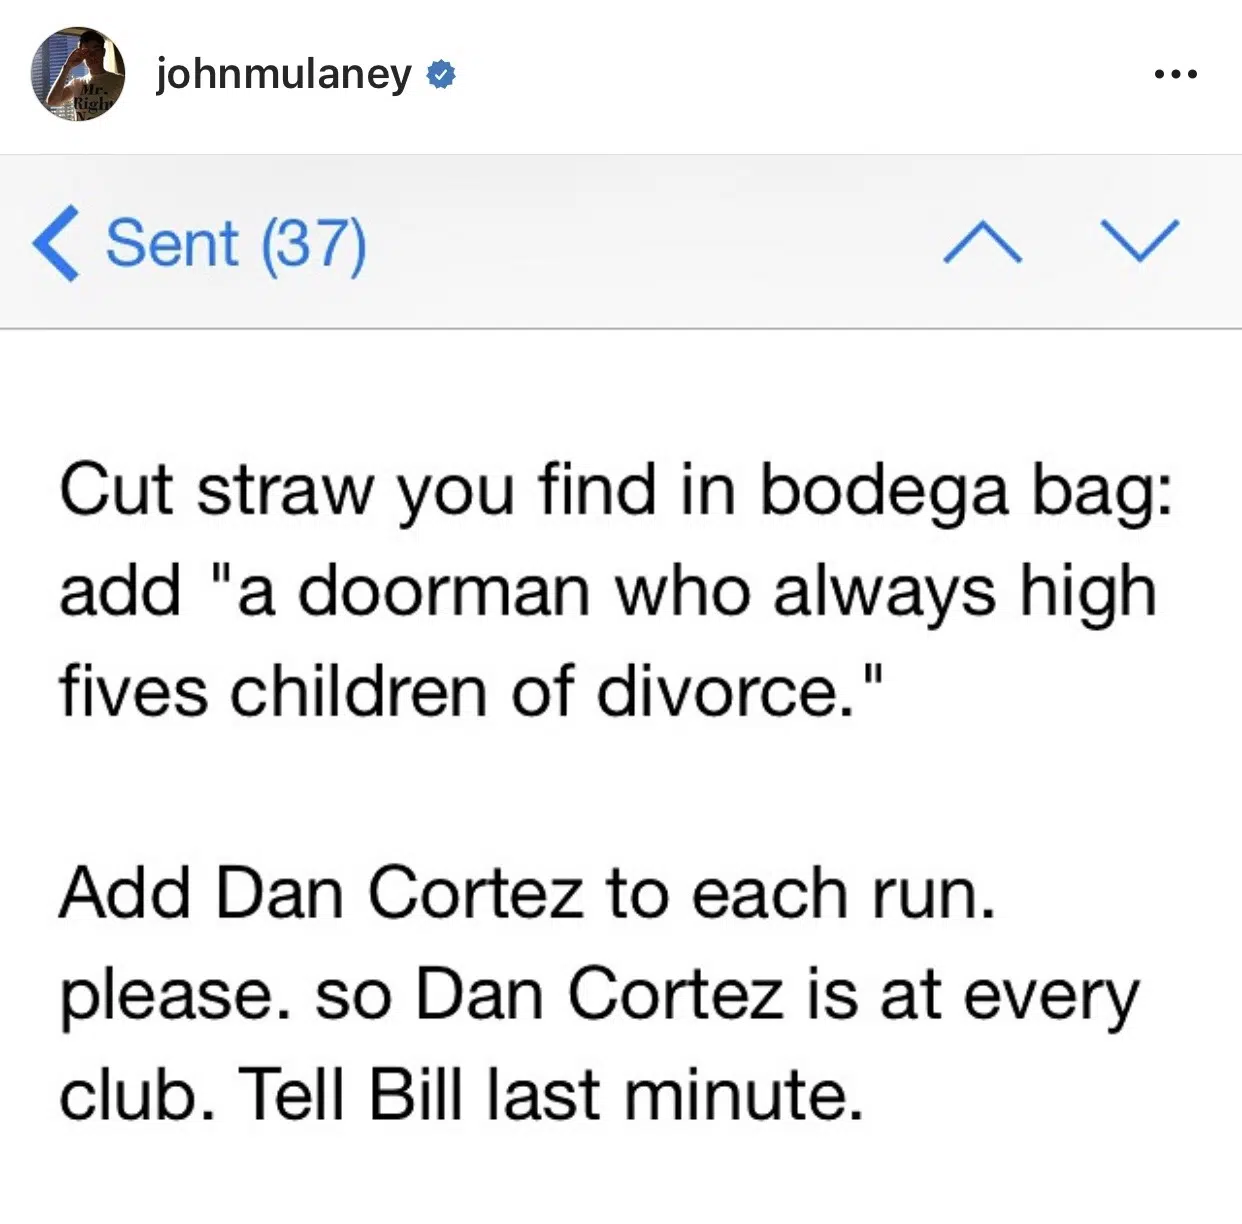 johnmulaney
Mr.
Right
Sent (37)
Cut straw you find in bodega bag:
add "a doorman who always high
fives children of divorce."
Add Dan Cortez to each run.
please. so Dan Cortez is at every
club. Tell Bill last minute.